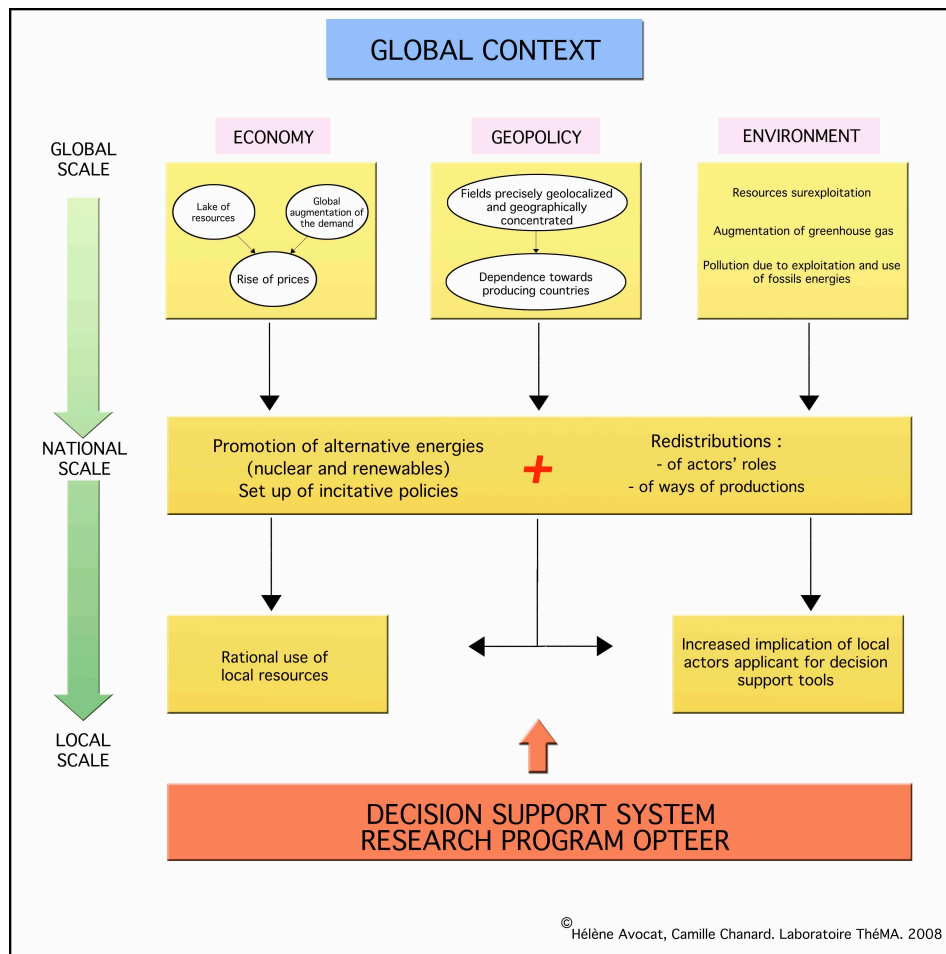 GLOBAL CONTEXT
GLOBAL
SCALE
ECONOMY
GEOPOLICY
ENVIRONMENT
Lake of
resources
Global
augmentation of
the demand
Rise of prices
Fields precisely geolocalized
and geographically
concentrated
Dependence towards
producing countries
Resources surexploitation
Augmentation of greenhouse gas
Pollution due to exploitation and use
of fossils energies
NATIONAL
SCALE
Promotion of alternative energies
(nuclear and renewables)
Set up of incitative policies
+
Redistributions :
- of actors' roles
- of ways of productions
Rational use of
local resources
Increased implication of local
actors applicant for decision
support tools
LOCAL
SCALE
DECISION SUPPORT SYSTEM
RESEARCH PROGRAM OPTEER
© Hélène Avocat, Camille Chanard. Laboratoire ThéMA. 2008